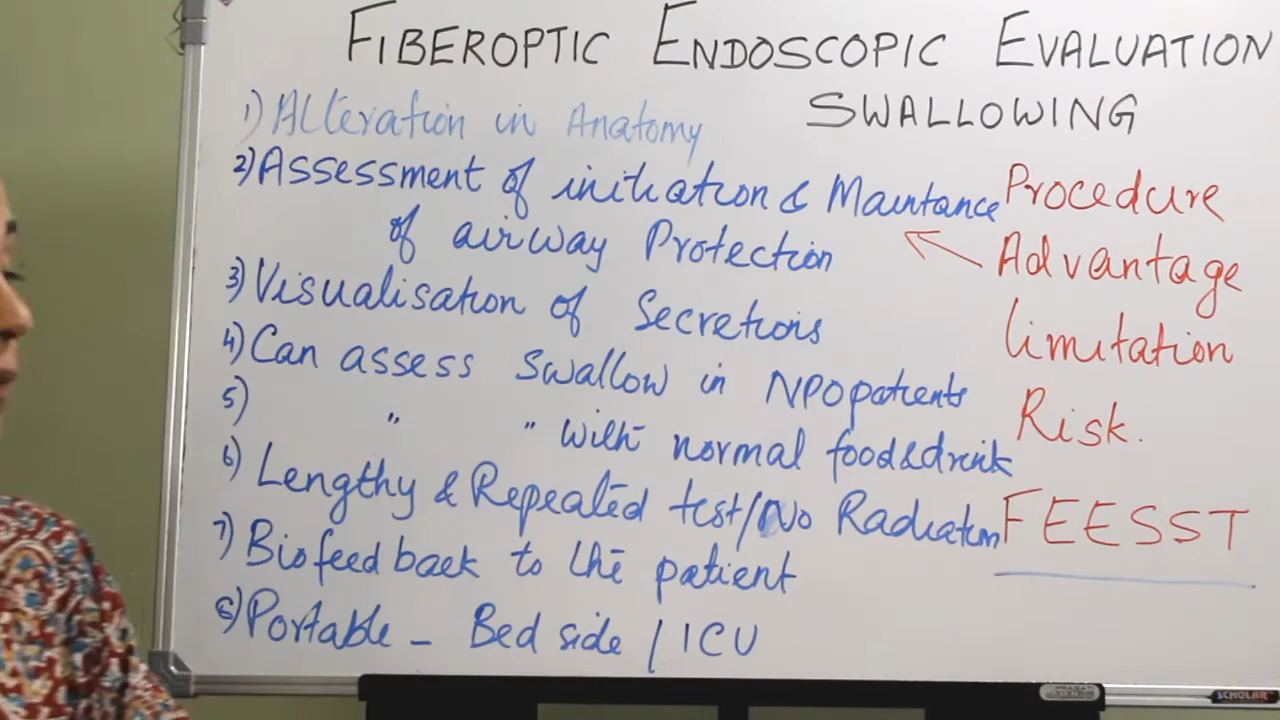 FIBEROPTIC ENDOSCOPIC EVALUATION
SWALLOWING
1) Alteration in Anatomy
2) Assessment of initiation & Maintance
of airway Protection
3) Visualisation of Secretions
4) Can assess swallow in NPO patients
5) " " with normal food & drink
6) Lengthy & Repeated test/No Radiation
7) Biofeedback to the patient
8) Portable - Bed side / ICU
Procedure
Advantage
Limitation
Risk.
FEESST
SCHOLAR